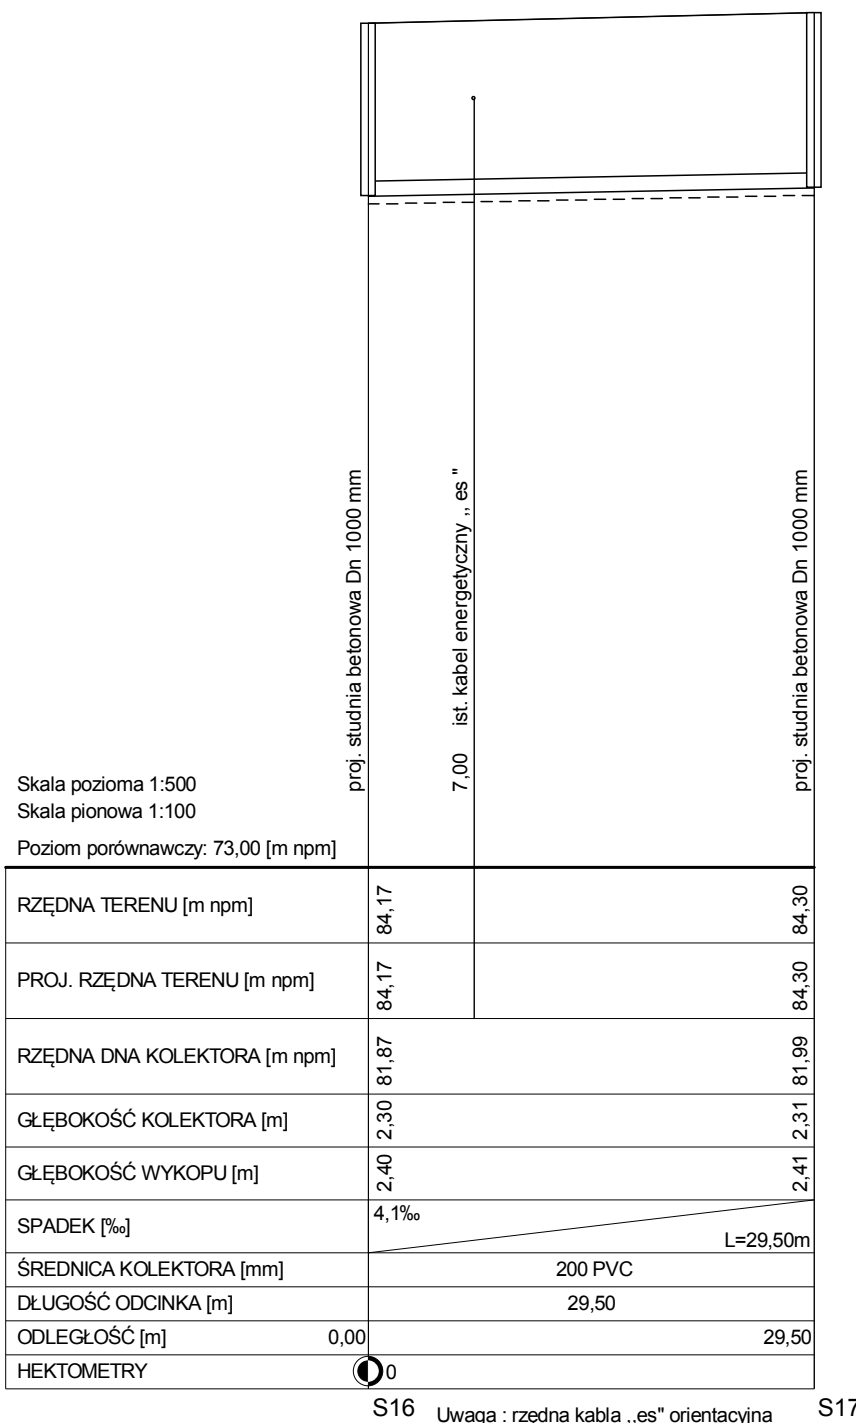 proj. studnia betonowa Dn 1000 mm
7,00 ist. kabel energetyczny ,, es "
proj. studnia betonowa Dn 1000 mm
Skala pozioma 1:500
Skala pionowa 1:100
Poziom porównawczy: 73,00 [m npm]
RZĘDNA TERENU [m npm] 84,17 84,30
PROJ. RZĘDNA TERENU [m npm] 84,17 84,30
RZĘDNA DNA KOLEKTORA [m npm] 81,87 81,99
GŁĘBOKOŚĆ KOLEKTORA [m] 2,30 2,31
GŁĘBOKOŚĆ WYKOPU [m] 2,40 2,41
SPADEK [‰] 4,1‰ L=29,50m
ŚREDNICA KOLEKTORA [mm] 200 PVC
DŁUGOŚĆ ODCINKA [m] 29,50
ODLEGŁOŚĆ [m] 0,00 29,50
HEKTOMETRY 0
S16 Uwaga : rzędna kabla ,,es" orientacyjna S17